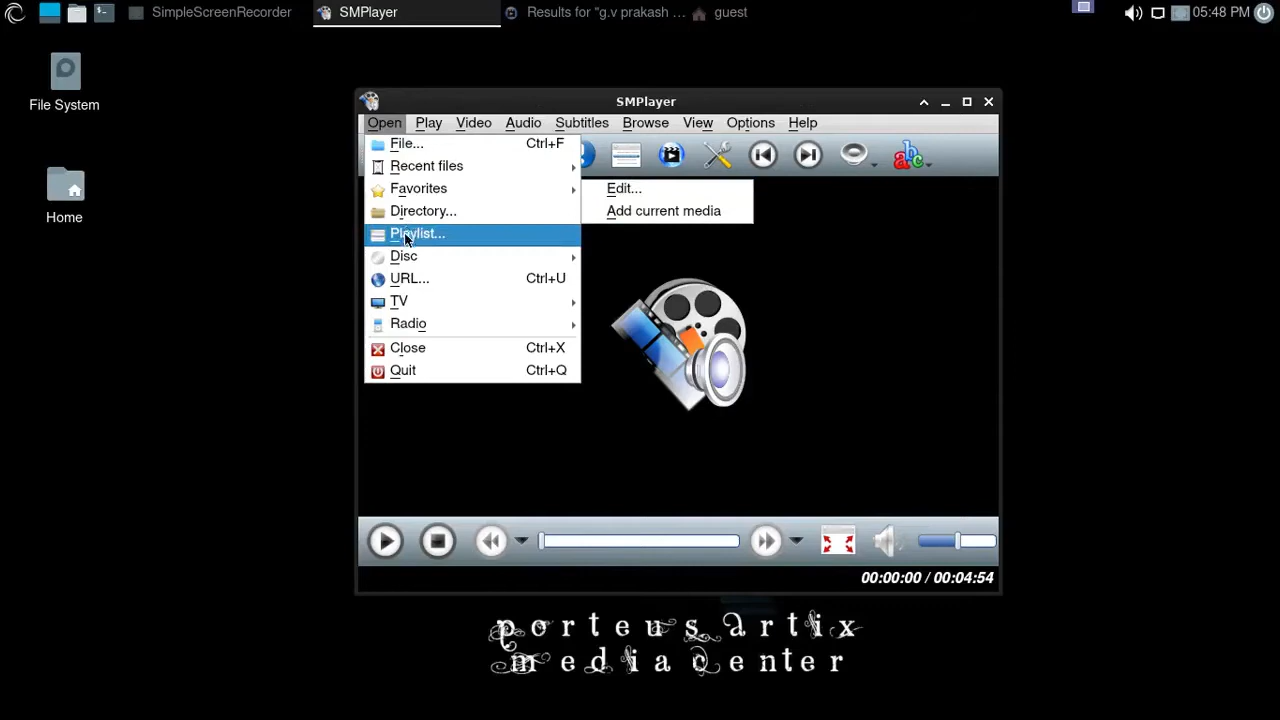 SimpleScreenRecorder
SMPlayer
Results for "g.v prakash ...
guest
05:48 PM
File System
Home
SMPlayer
Open Play Video Audio Subtitles Browse View Options Help
File... Ctrl+F
Recent files
Favorites
Directory...
Playlist...
Disc
URL... Ctrl+U
TV
Radio
Close Ctrl+X
Quit Ctrl+Q
Edit...
Add current media
abc
00:00:00 / 00:04:54
porteus artix
media center